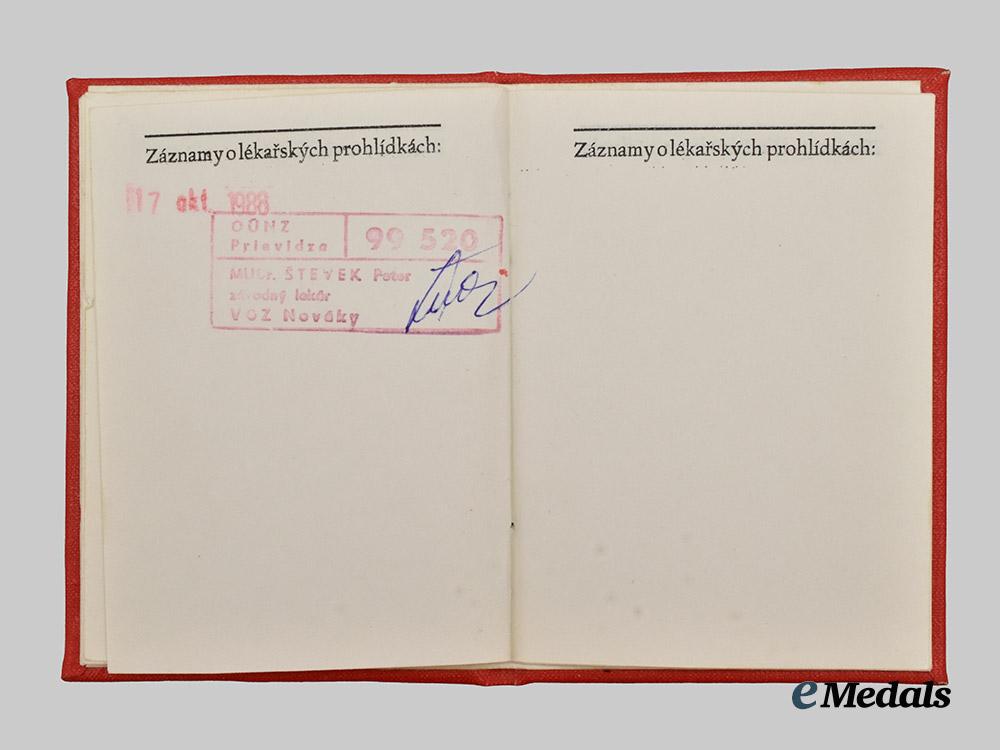 Záznamy o lékařských prohlídkách:
17 okt. 1988
OÚNZ
Prievidza
99 520
MUDr. ŠTEVEK Peter
závodný lekár
VOZ Nováky
Záznamy o lékařských prohlídkách:
eMedals